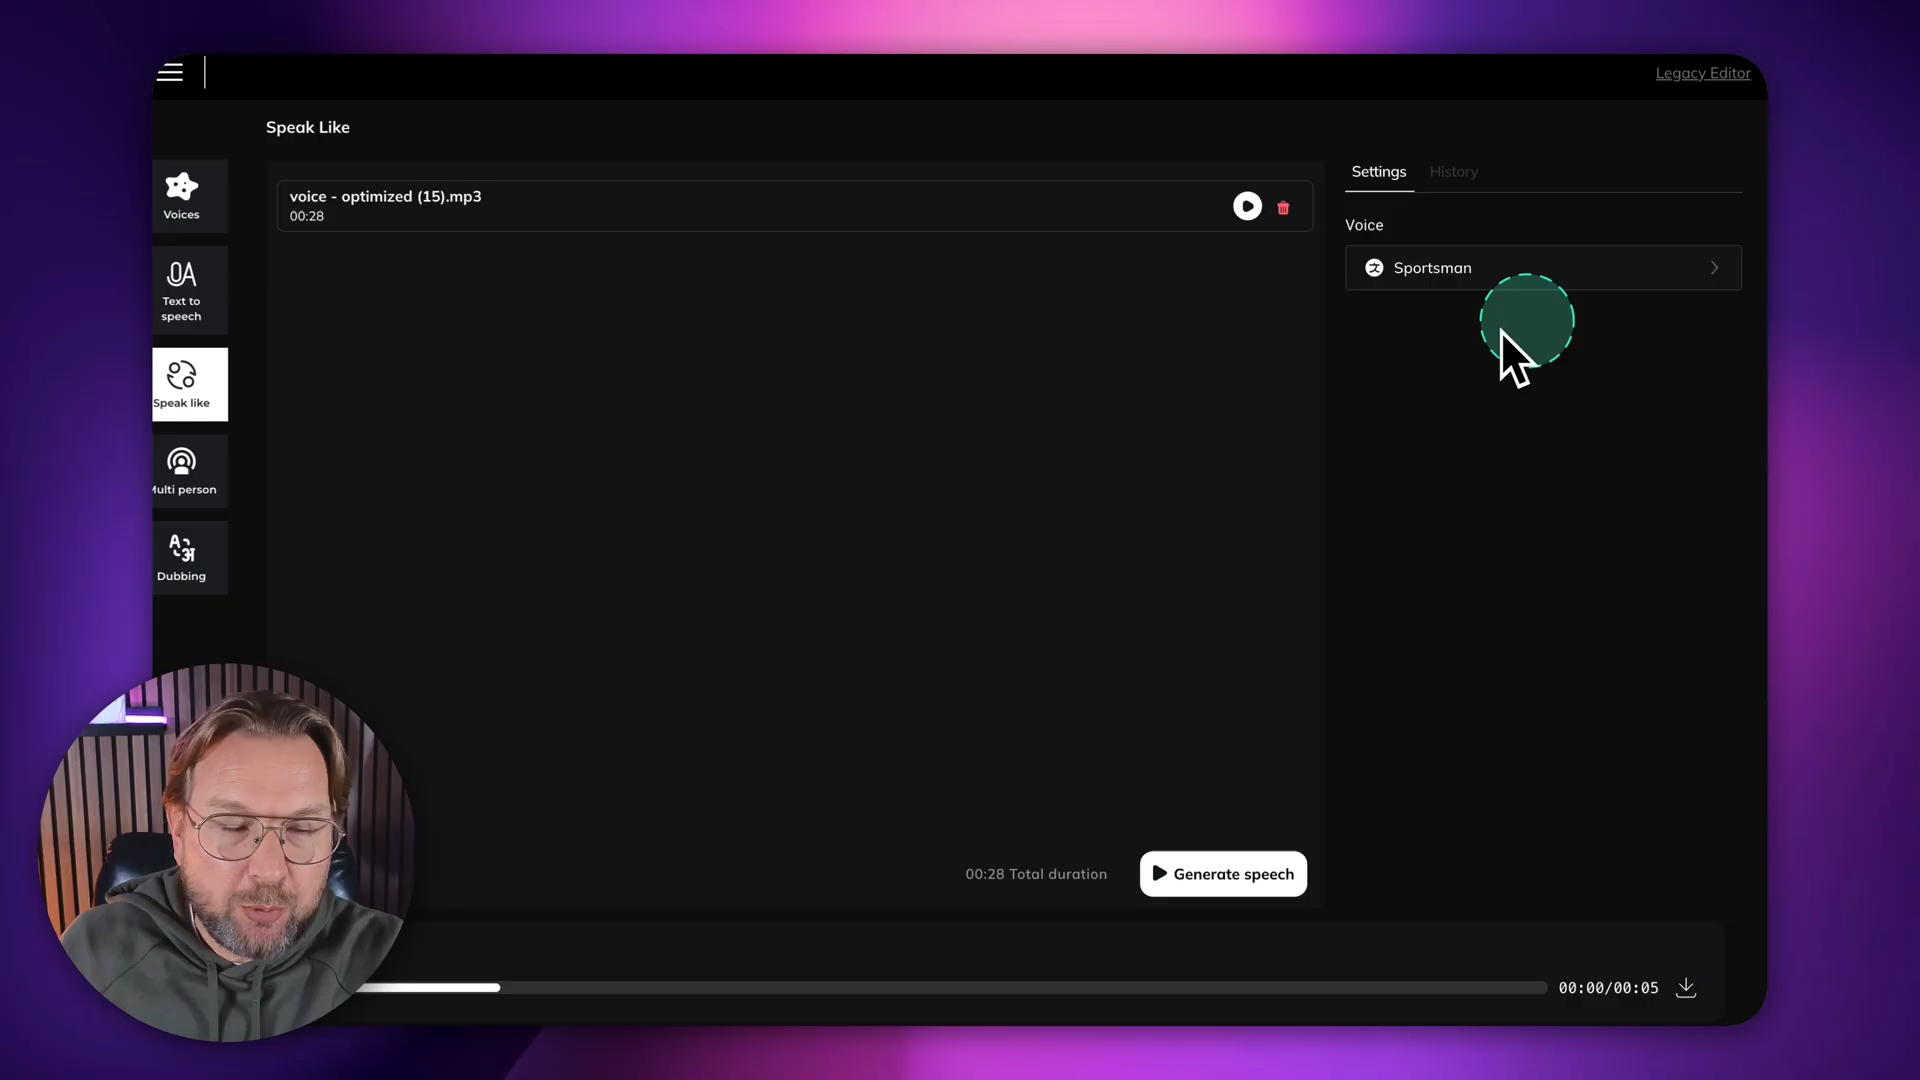 Legacy Editor
Speak Like
Voices
Text to
speech
Speak like
Multi person
Dubbing
voice - optimized (15).mp3
00:28
Settings
History
Voice
Sportsman
00:28 Total duration
Generate speech
00:00/00:05